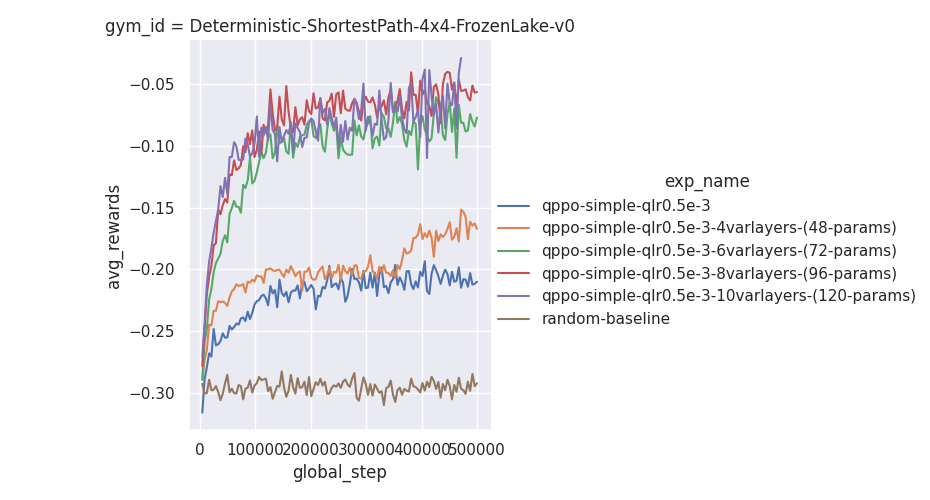 gym_id = Deterministic-ShortestPath-4x4-FrozenLake-v0
−0.05
−0.10
−0.15
−0.20
−0.25
−0.30
avg_rewards
0 100000 200000 300000 400000 500000
global_step
exp_name
qppo-simple-qlr0.5e-3
qppo-simple-qlr0.5e-3-4varlayers-(48-params)
qppo-simple-qlr0.5e-3-6varlayers-(72-params)
qppo-simple-qlr0.5e-3-8varlayers-(96-params)
qppo-simple-qlr0.5e-3-10varlayers-(120-params)
random-baseline